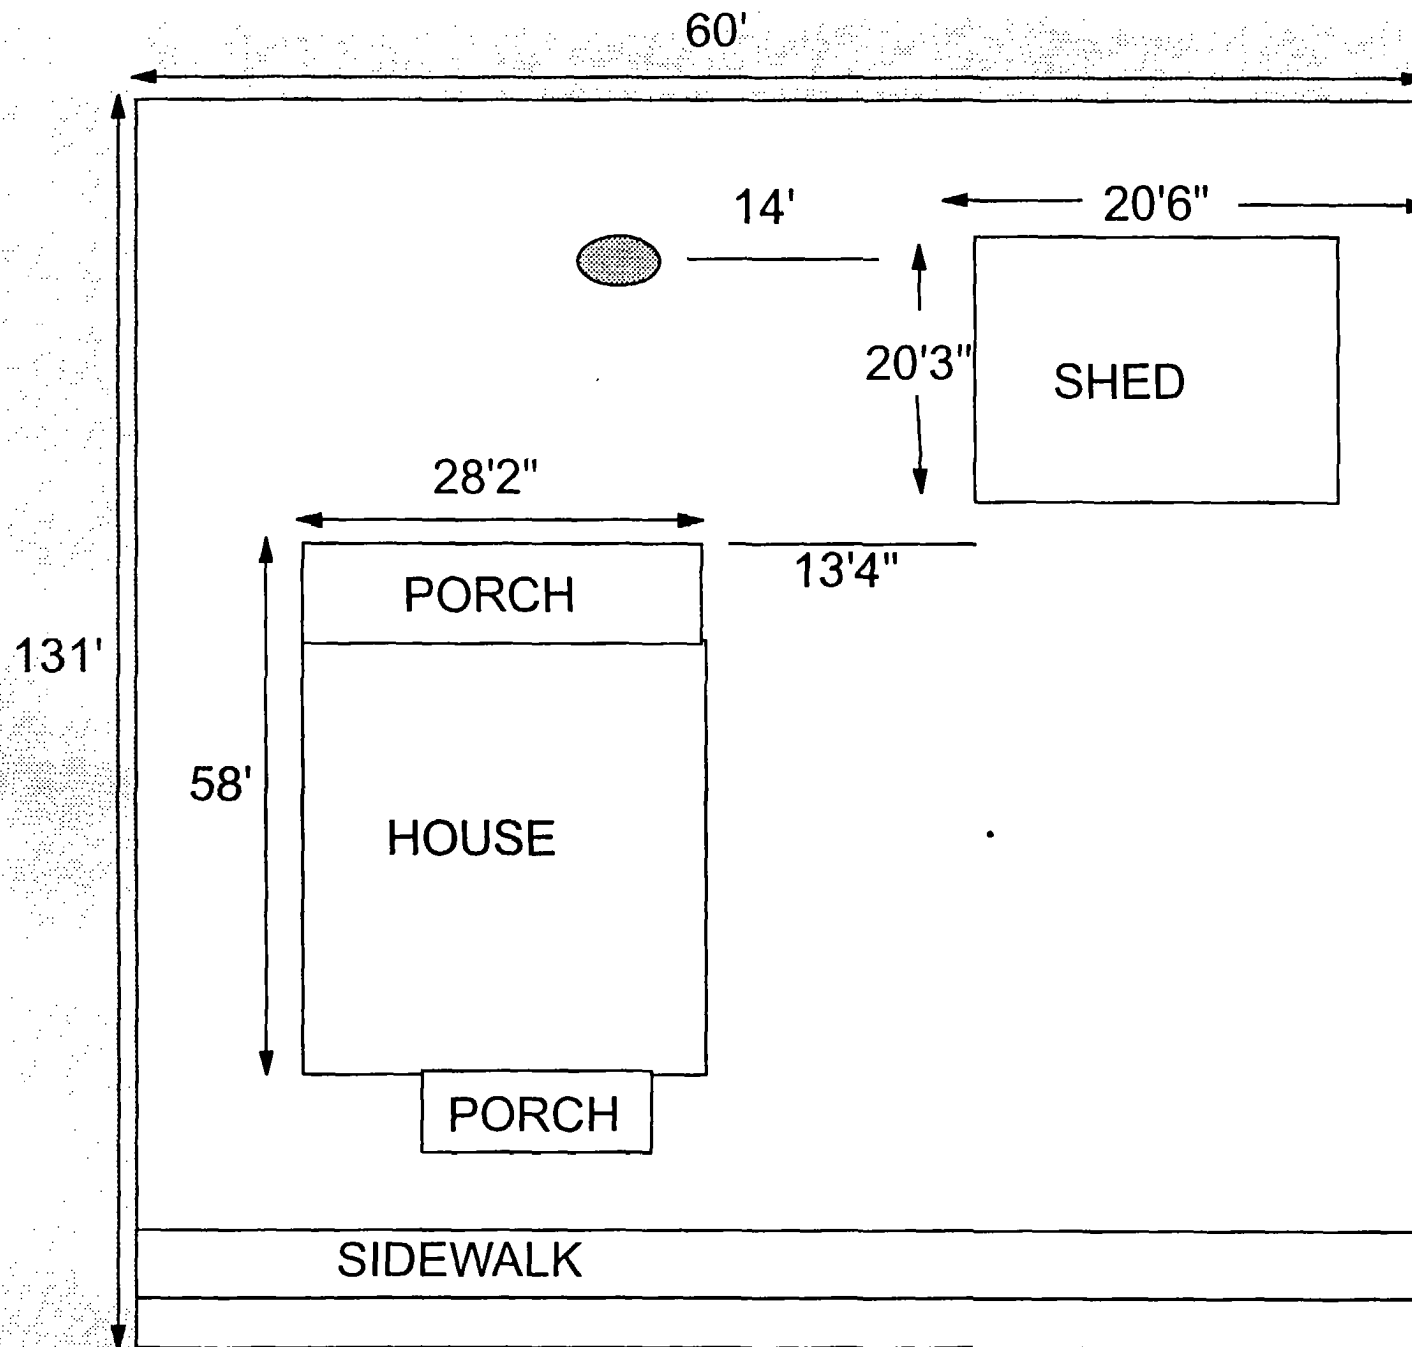 60'
14'
20'6"
20'3"
SHED
28'2"
13'4"
PORCH
131'
58'
HOUSE
PORCH
SIDEWALK